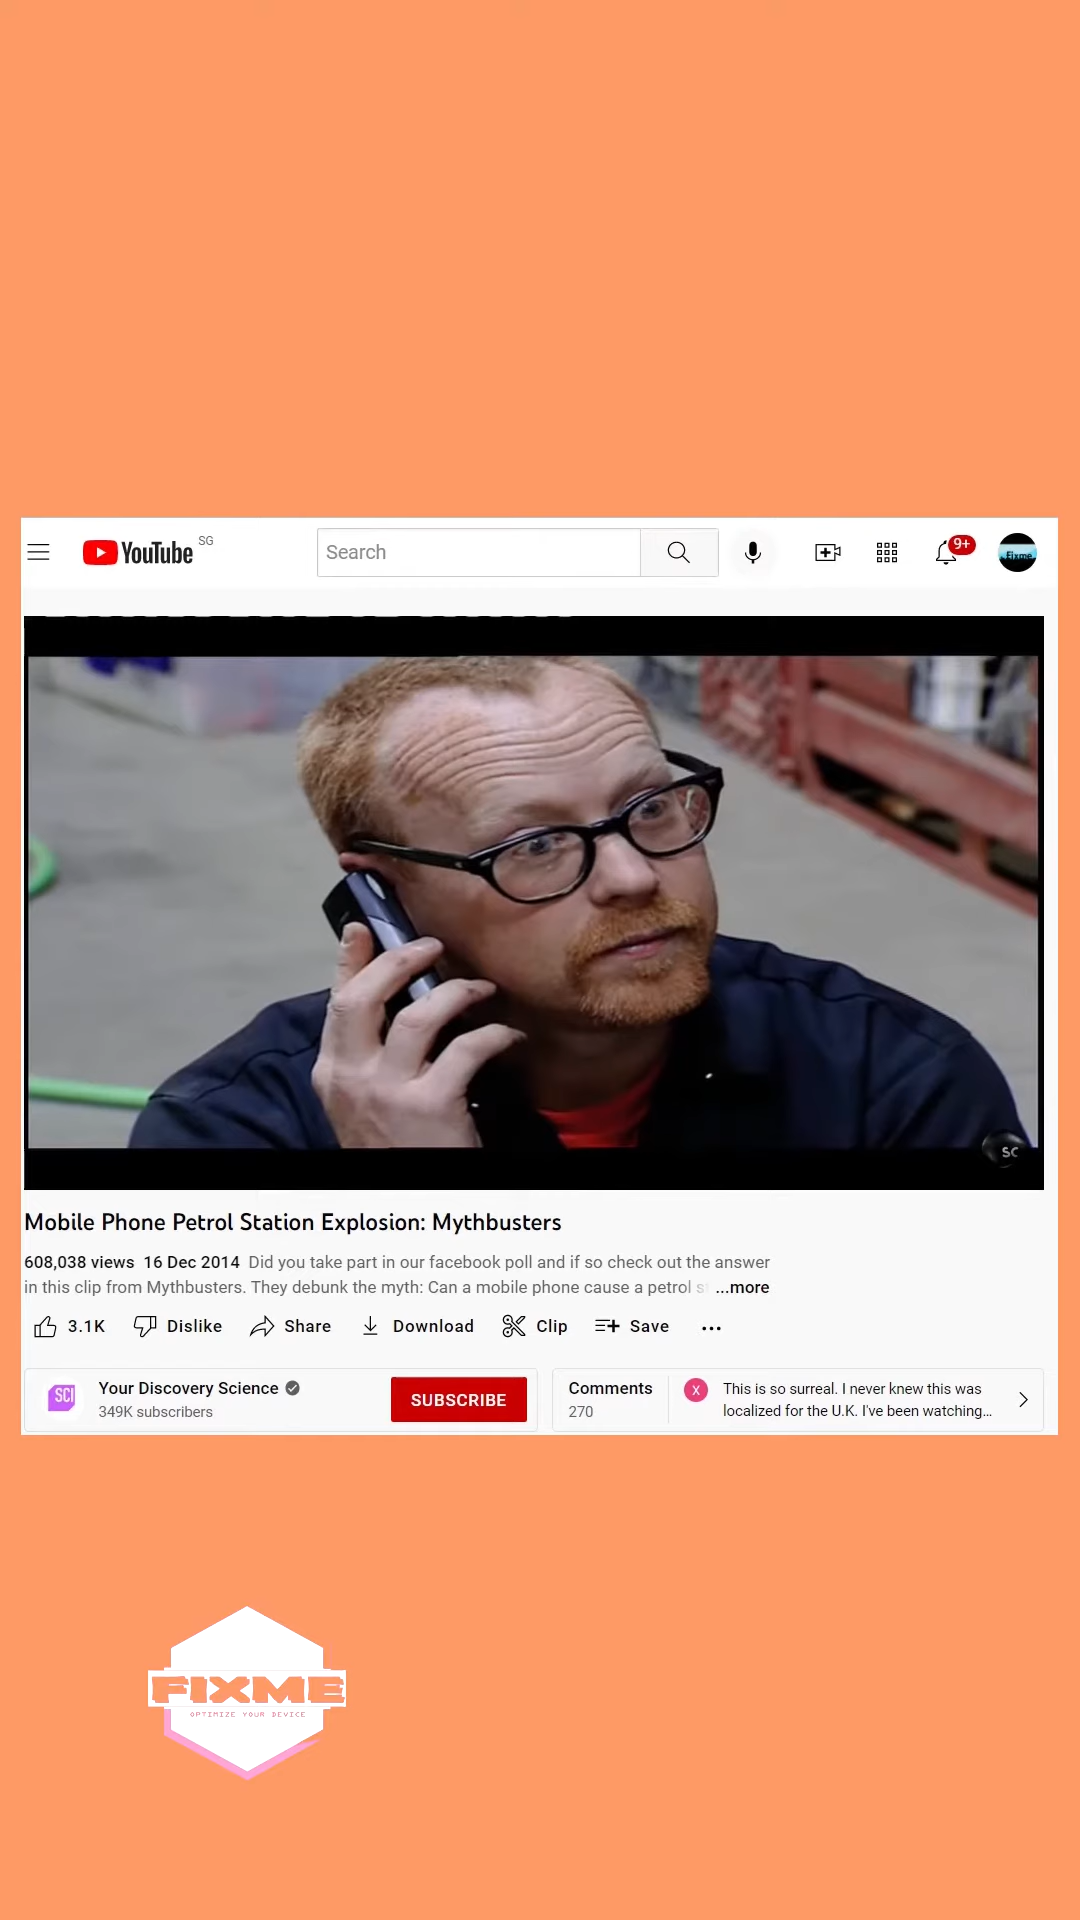 YouTube SG
Search
9+
Fixme
SC
Mobile Phone Petrol Station Explosion: Mythbusters
608,038 views 16 Dec 2014 Did you take part in our facebook poll and if so check out the answer
in this clip from Mythbusters. They debunk the myth: Can a mobile phone cause a petrol ...more
3.1K Dislike Share Download Clip Save
SCI
Your Discovery Science
349K subscribers
SUBSCRIBE
Comments
270
X
This is so surreal. I never knew this was
localized for the U.K. I've been watching...
FIXME
OPTIMIZE YOUR DEVICE